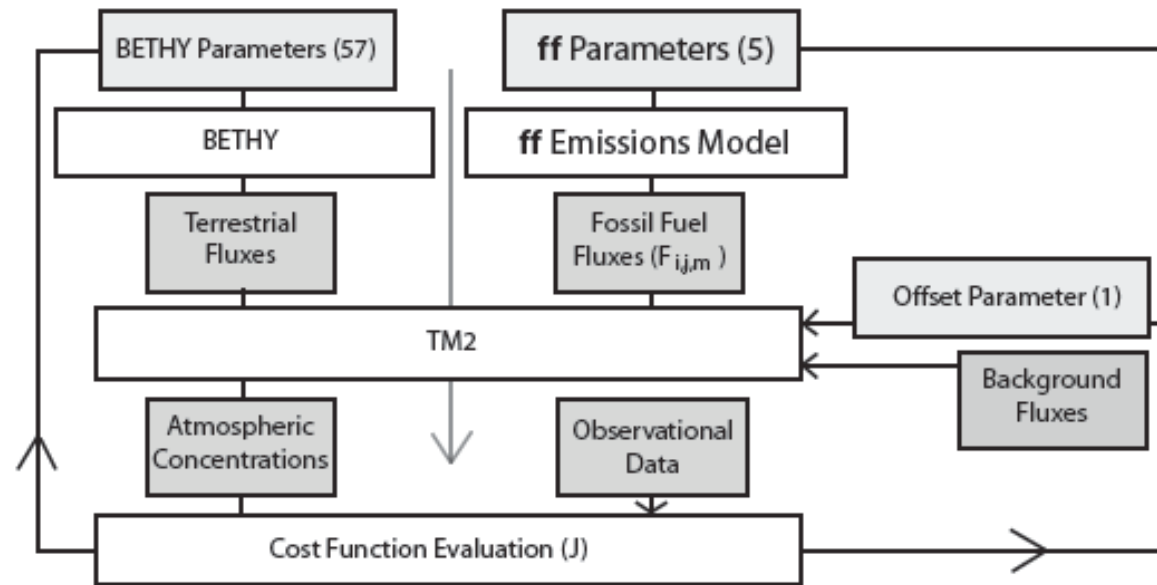 BETHY Parameters (57)
ff Parameters (5)
BETHY
ff Emissions Model
Terrestrial
Fluxes
Fossil Fuel
Fluxes (F i,j,m )
Offset Parameter (1)
TM2
Background
Fluxes
Atmospheric
Concentrations
Observational
Data
Cost Function Evaluation (J)